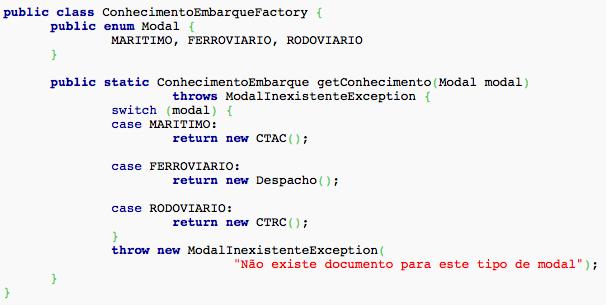 public class ConhecimentoEmbarqueFactory {
public enum Modal {
MARITIMO, FERROVIARIO, RODOVIARIO
}
public static ConhecimentoEmbarque getConhecimento(Modal modal)
throws ModalInexistenteException {
switch (modal) {
case MARITIMO:
return new CTAC();
case FERROVIARIO:
return new Despacho();
case RODOVIARIO:
return new CTRC();
}
throw new ModalInexistenteException(
"Não existe documento para este tipo de modal");
}
}